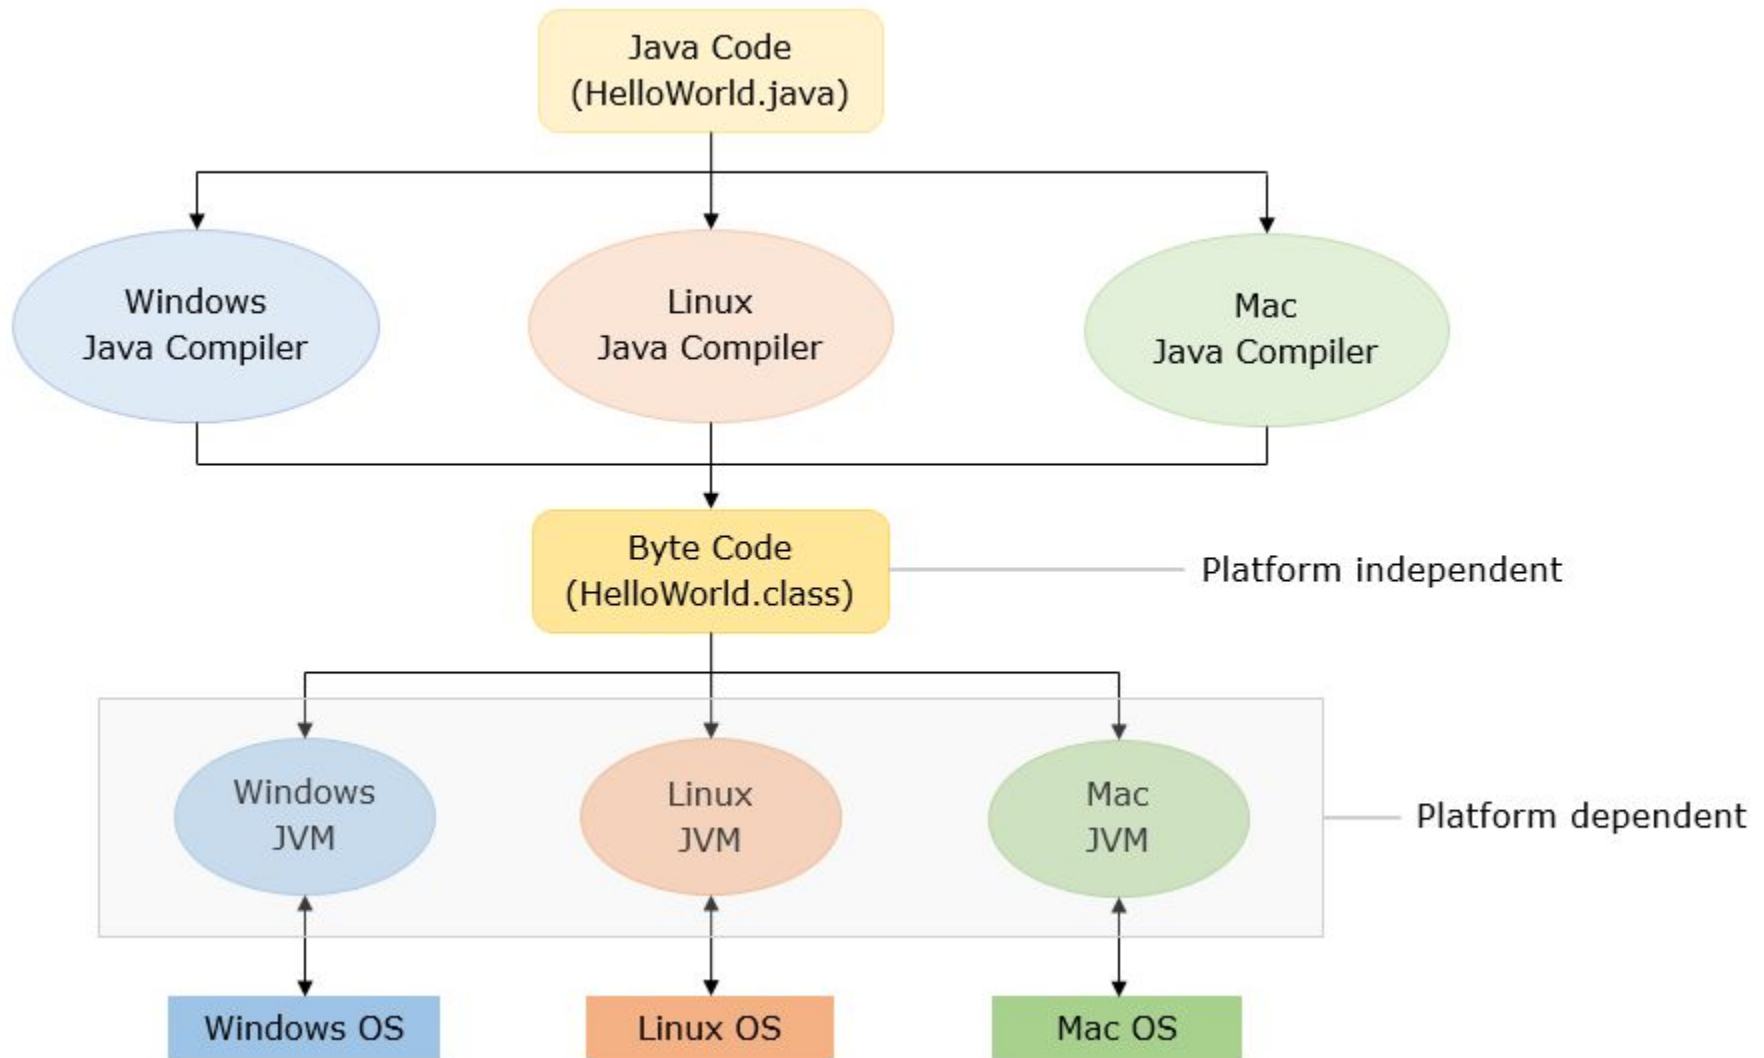 Java Code
(HelloWorld.java)
Windows
Java Compiler
Linux
Java Compiler
Mac
Java Compiler
Byte Code
(HelloWorld.class)
Platform independent
Windows
JVM
Linux
JVM
Mac
JVM
Platform dependent
Windows OS
Linux OS
Mac OS